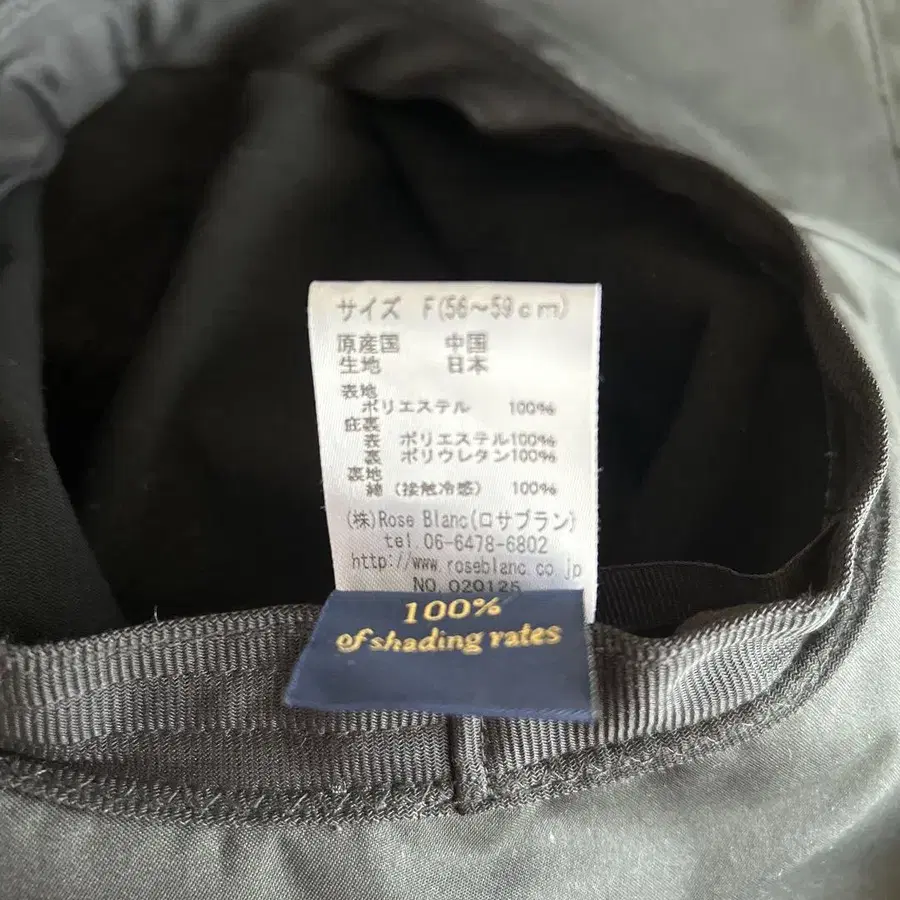 サイズ F(56～59cm)
原産国 中国
生地 日本
表地
ポリエステル 100%
庇裏
表 ポリエステル100%
裏 ポリウレタン100%
裏地
綿 (接触冷感) 100%
(株)Rose Blanc(ロサブラン)
tel.06-6478-6802
http://www.roseblanc.co.jp
NO.020125
100%
of shading rates